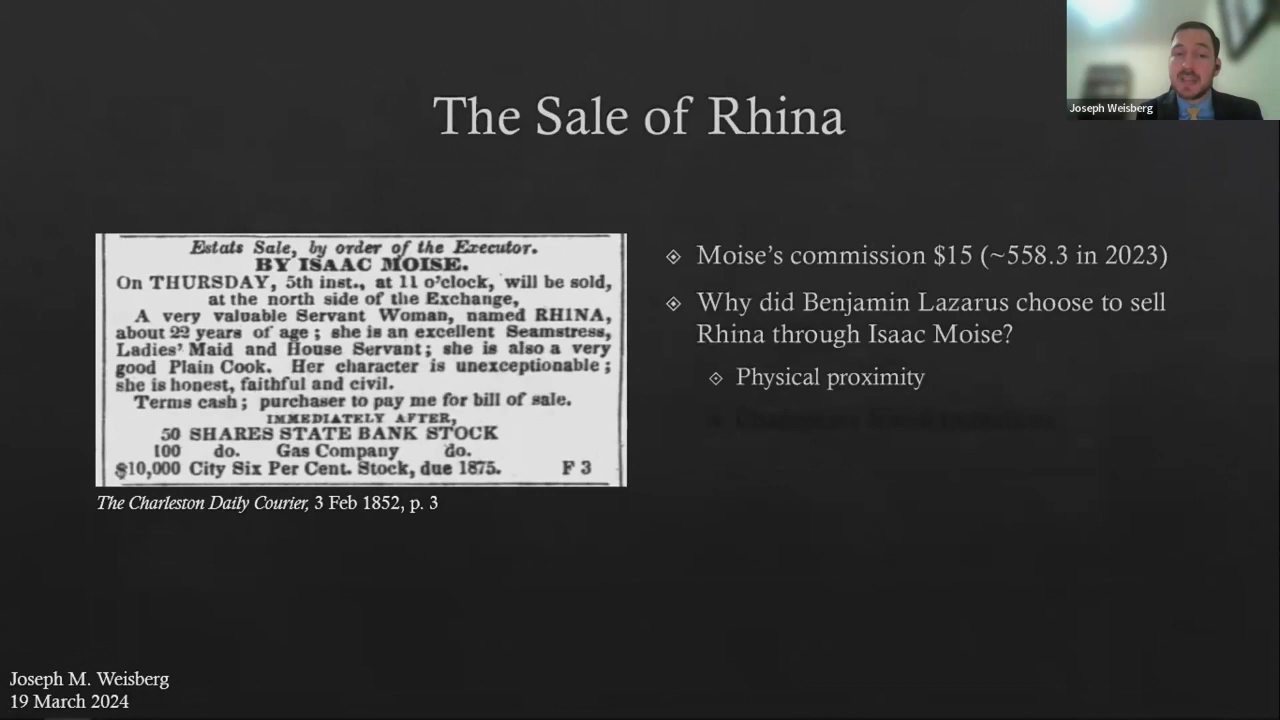 Joseph Weisberg
The Sale of Rhina
Estats Sale, by order of the Executor.
BY ISAAC MOISE.
On THURSDAY, 5th inst., at 11 o'clock, will be sold,
at the north side of the Exchange,
A very valuable Servant Woman, named RH1NA,
about 22 years of age; she is an excellent Seamstress,
Ladies' Maid and House Servant; she is also a very
good Plain Cook. Her character is unexceptionable;
she is honest, faithful and civil.
Terms cash; purchaser to pay me for bill of sale.
IMMEDIATELY AFTER,
50 SHARES STATE BANK STOCK
100 do. Gas Company do.
$10,000 City Six Per Cent. Stock, due 1875. F 3
The Charleston Daily Courier, 3 Feb 1852, p. 3
Moise's commission $15 (~558.3 in 2023)
Why did Benjamin Lazarus choose to sell
Rhina through Isaac Moise?
Physical proximity
Joseph M. Weisberg
19 March 2024